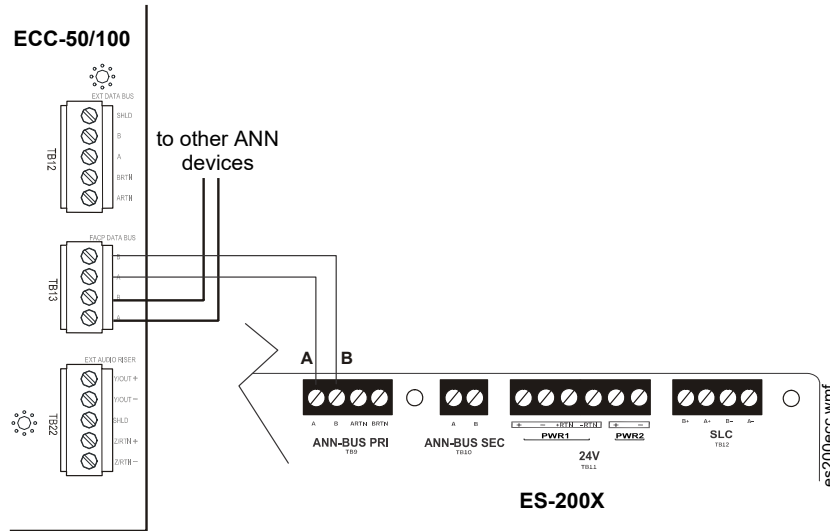 ECC-50/100
EXT DATA BUS
SHLD
B
A
BRTN
ARTN
TB12
to other ANN
devices
FACP DATA BUS
B
A
B
A
TB13
EXT AUDIO RISER
Y/OUT +
Y/OUT −
SHLD
Z/RTN +
Z/RTN −
TB22
A B
A B ARTN BRTN
ANN-BUS PRI
TB9
A B
ANN-BUS SEC
TB10
+ − +RTN −RTN + −
PWR1 PWR2
24V
TB11
B+ A+ B− A−
SLC
TB12
ES-200X
es200ecc.wmf